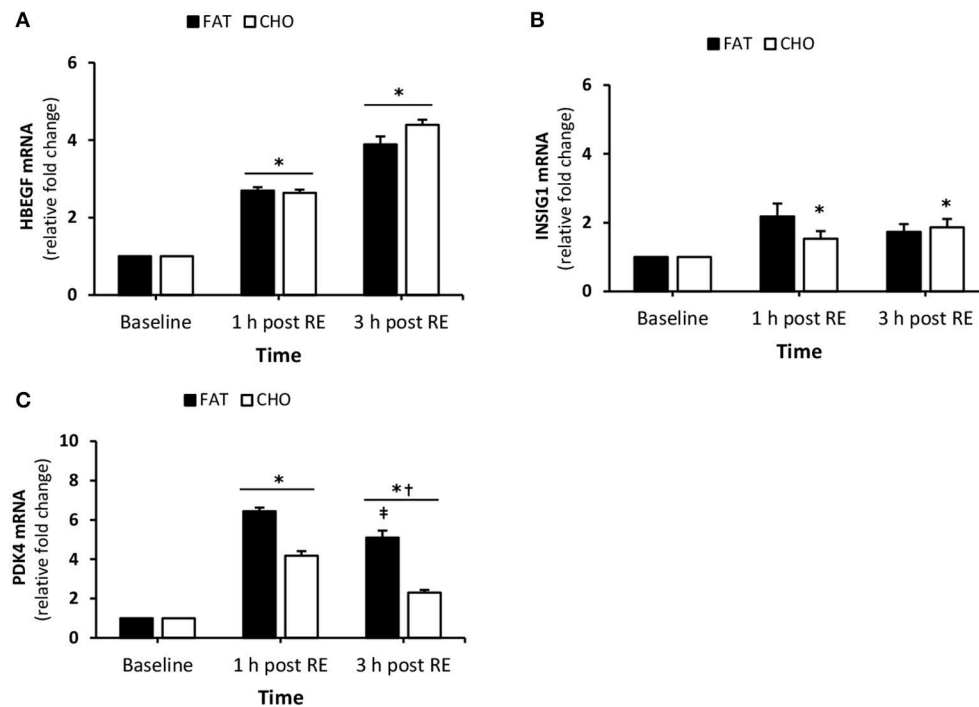 A
FAT CHO
HBEGF mRNA
(relative fold change)
6
4
2
0
*
*
Baseline 1 h post RE 3 h post RE
Time
B
FAT CHO
INSIG1 mRNA
(relative fold change)
6
4
2
0
*
*
Baseline 1 h post RE 3 h post RE
Time
C
FAT CHO
PDK4 mRNA
(relative fold change)
10
8
6
4
2
0
*
*†
‡
Baseline 1 h post RE 3 h post RE
Time